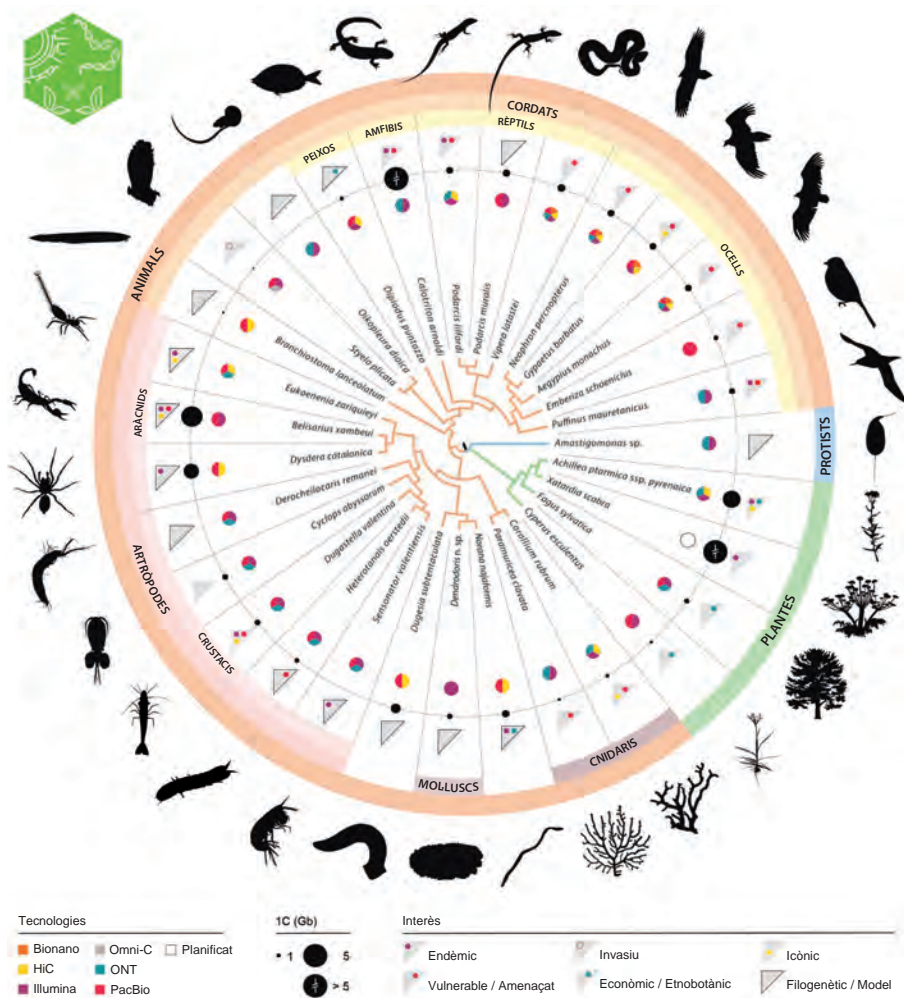 CORDATS
RÈPTILS
AMFIBIS
PEIXOS
OCELLS
ANIMALS
ARÀCNIDS
ARTRÒPODES
CRUSTACIS
MOL·LUSCS
CNIDARIS
PLANTES
PROTISTS
Podarcis lilfordi
Podarcis muralis
Vipera latastei
Neophron percnopterus
Gypaetus barbatus
Aegypius monachus
Emberiza schoeniclus
Puffinus mauretanicus
Amastigomonas sp.
Achillea ptarmica ssp. pyrenaica
Xatardia scabra
Fagus sylvatica
Cyperus esculentus
Corallium rubrum
Paramuricea clavata
Norana najaformis
Dendrodoris n. sp.
Dugesia subtentaculata
Sensonator valentiensis
Heterotanais oerstedii
Dugastella valentina
Cyclops abyssorum
Derocheilocaris remanei
Dysdera catalonica
Belisarius xambeui
Eukoenenia zariquieyi
Branchiostoma lanceolatum
Styela plicata
Oikopleura dioica
Diplodus puntazzo
Calotriton arnoldi
Tecnologies
Bionano
Omni-C
Planificat
HiC
ONT
Illumina
PacBio
1C (Gb)
1
5
> 5
Interès
Endèmic
Invasiu
Icònic
Vulnerable / Amenaçat
Econòmic / Etnobotànic
Filogenètic / Model